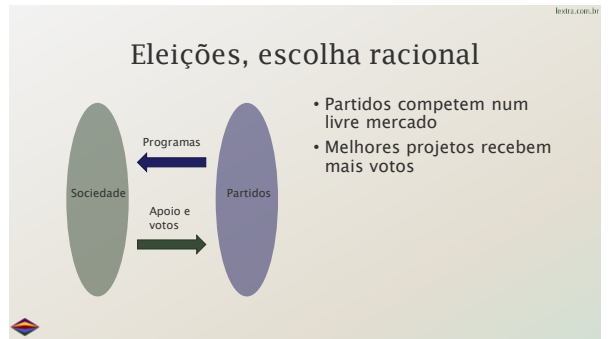 lextra.com.br
Eleições, escolha racional
• Partidos competem num
livre mercado
• Melhores projetos recebem
mais votos
Programas
Sociedade
Partidos
Apoio e
votos